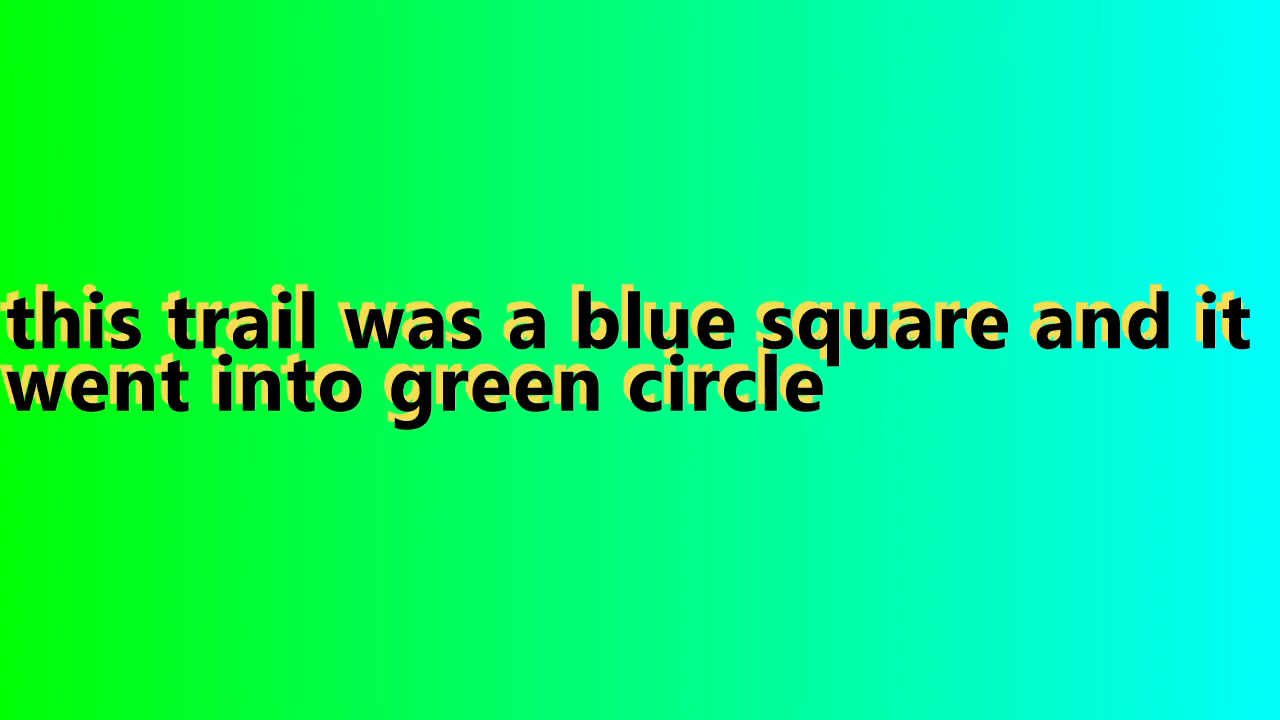 this trail was a blue square and it
went into green circle